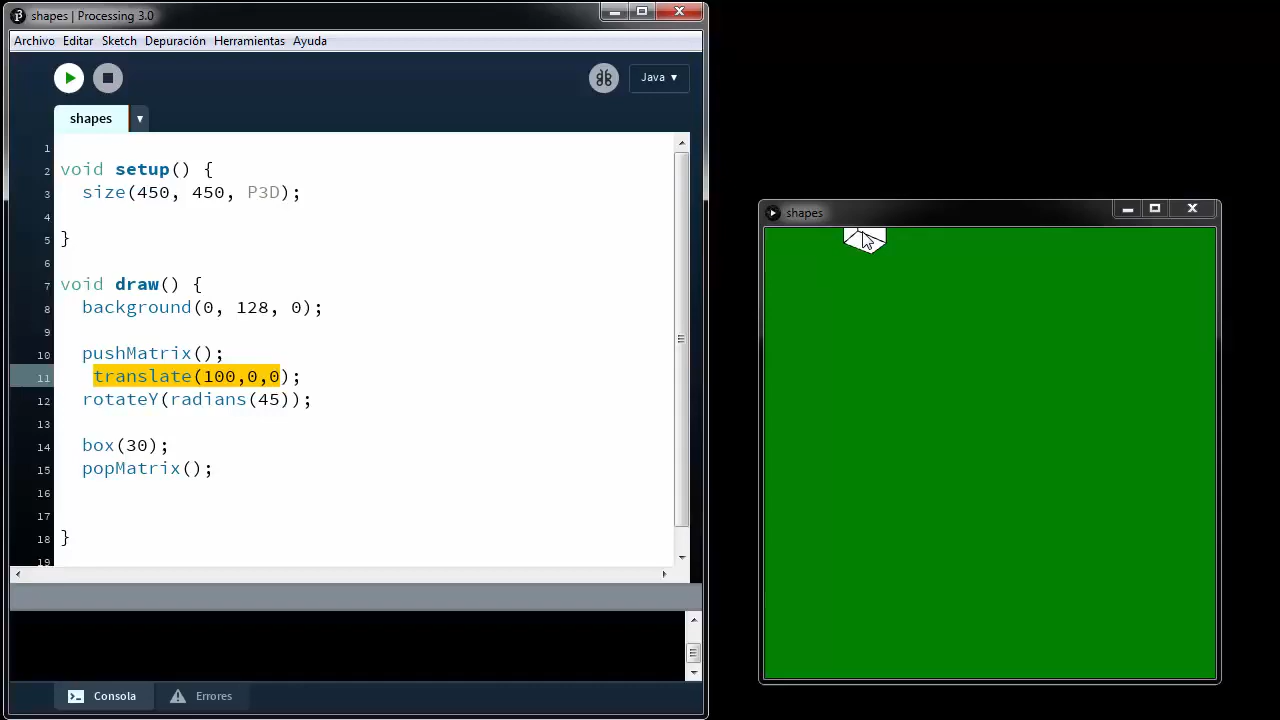 shapes | Processing 3.0
Archivo Editar Sketch Depuración Herramientas Ayuda
Java ▾
shapes ▾
1
2 void setup() {
3 size(450, 450, P3D);
4
5 }
6
7 void draw() {
8 background(0, 128, 0);
9
10 pushMatrix();
11 translate(100,0,0);
12 rotateY(radians(45));
13
14 box(30);
15 popMatrix();
16
17
18 }
19
Consola Errores
shapes